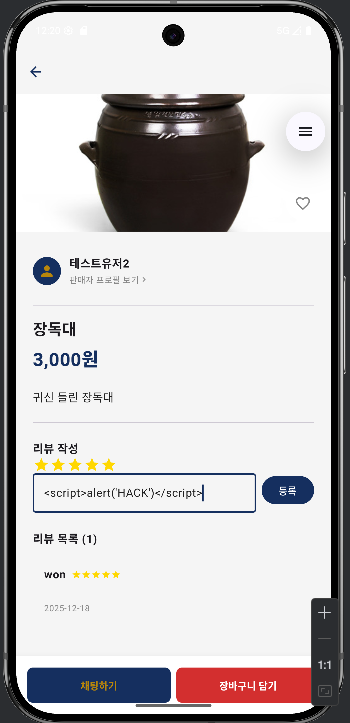 테스트유저2
판매자 프로필 보기 >
장독대
3,000원
귀신 들린 장독대
리뷰 작성
<script>alert('HACK')</script>
등록
리뷰 목록 (1)
won
2025-12-18
1:1
채팅하기
장바구니 담기